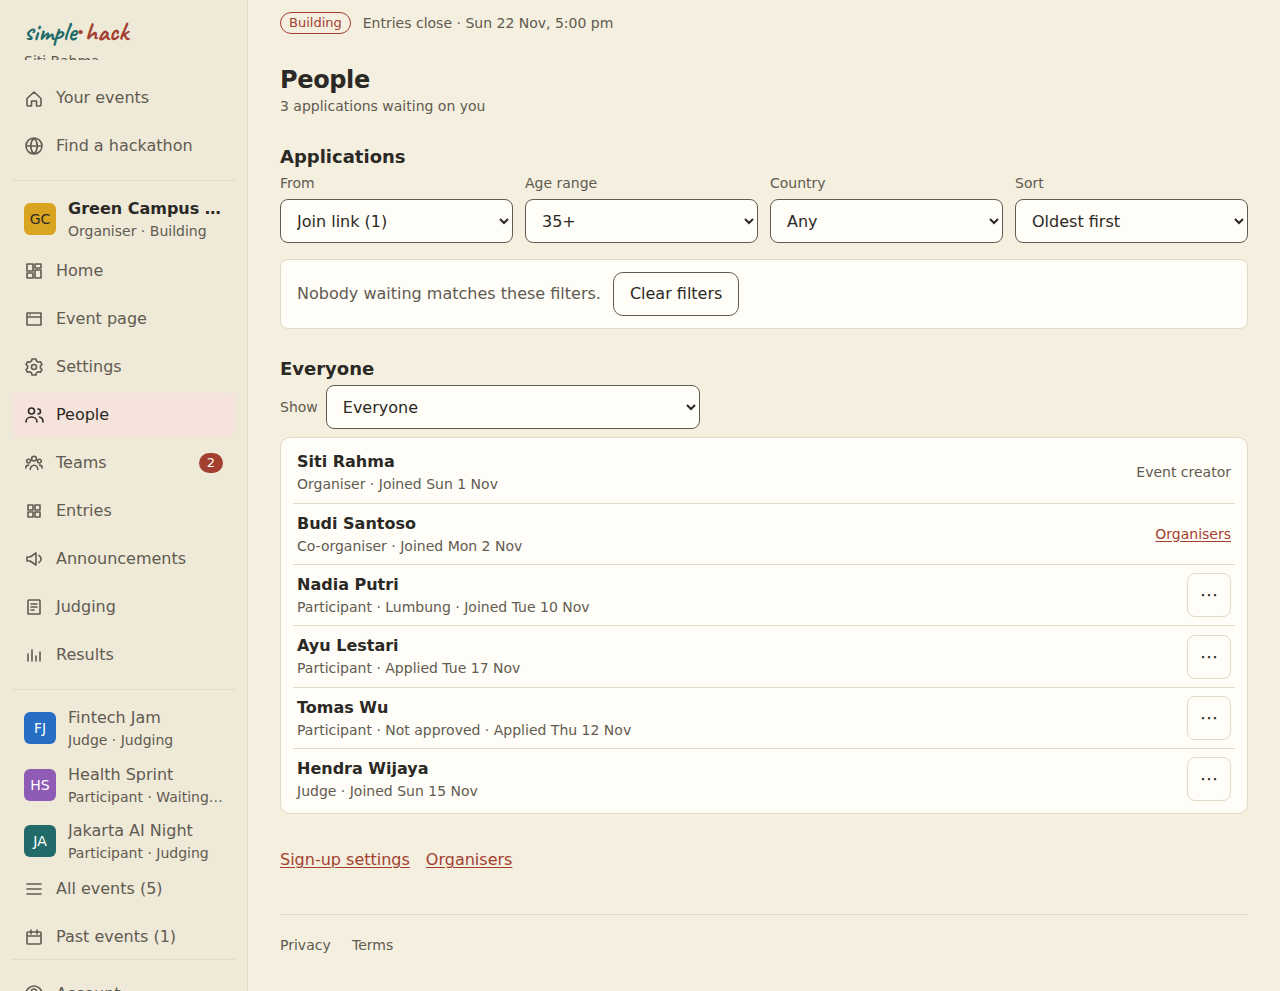 simple·hack
Siti Rahma
Your events
Find a hackathon
GC
Green Campus ...
Organiser · Building
Home
Event page
Settings
People
Teams
2
Entries
Announcements
Judging
Results
FJ
Fintech Jam
Judge · Judging
HS
Health Sprint
Participant · Waiting...
JA
Jakarta AI Night
Participant · Judging
All events (5)
Past events (1)
Account
Building
Entries close · Sun 22 Nov, 5:00 pm
People
3 applications waiting on you
Applications
From
Age range
Country
Sort
Join link (1)
35+
Any
Oldest first
Nobody waiting matches these filters.
Clear filters
Everyone
Show
Everyone
Siti Rahma
Organiser · Joined Sun 1 Nov
Event creator
Budi Santoso
Co-organiser · Joined Mon 2 Nov
Organisers
Nadia Putri
Participant · Lumbung · Joined Tue 10 Nov
Ayu Lestari
Participant · Applied Tue 17 Nov
Tomas Wu
Participant · Not approved · Applied Thu 12 Nov
Hendra Wijaya
Judge · Joined Sun 15 Nov
Sign-up settings
Organisers
Privacy
Terms